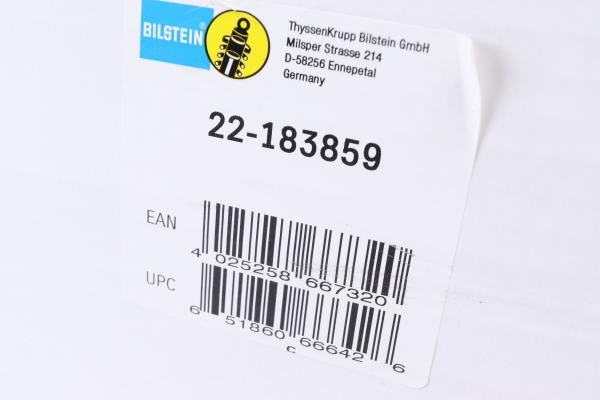 BILSTEIN
ThyssenKrupp Bilstein GmbH
Milsper Strasse 214
D-58256 Ennepetal
Germany
22-183859
EAN
4 025258 667320
UPC
6 51860 66642 6
c